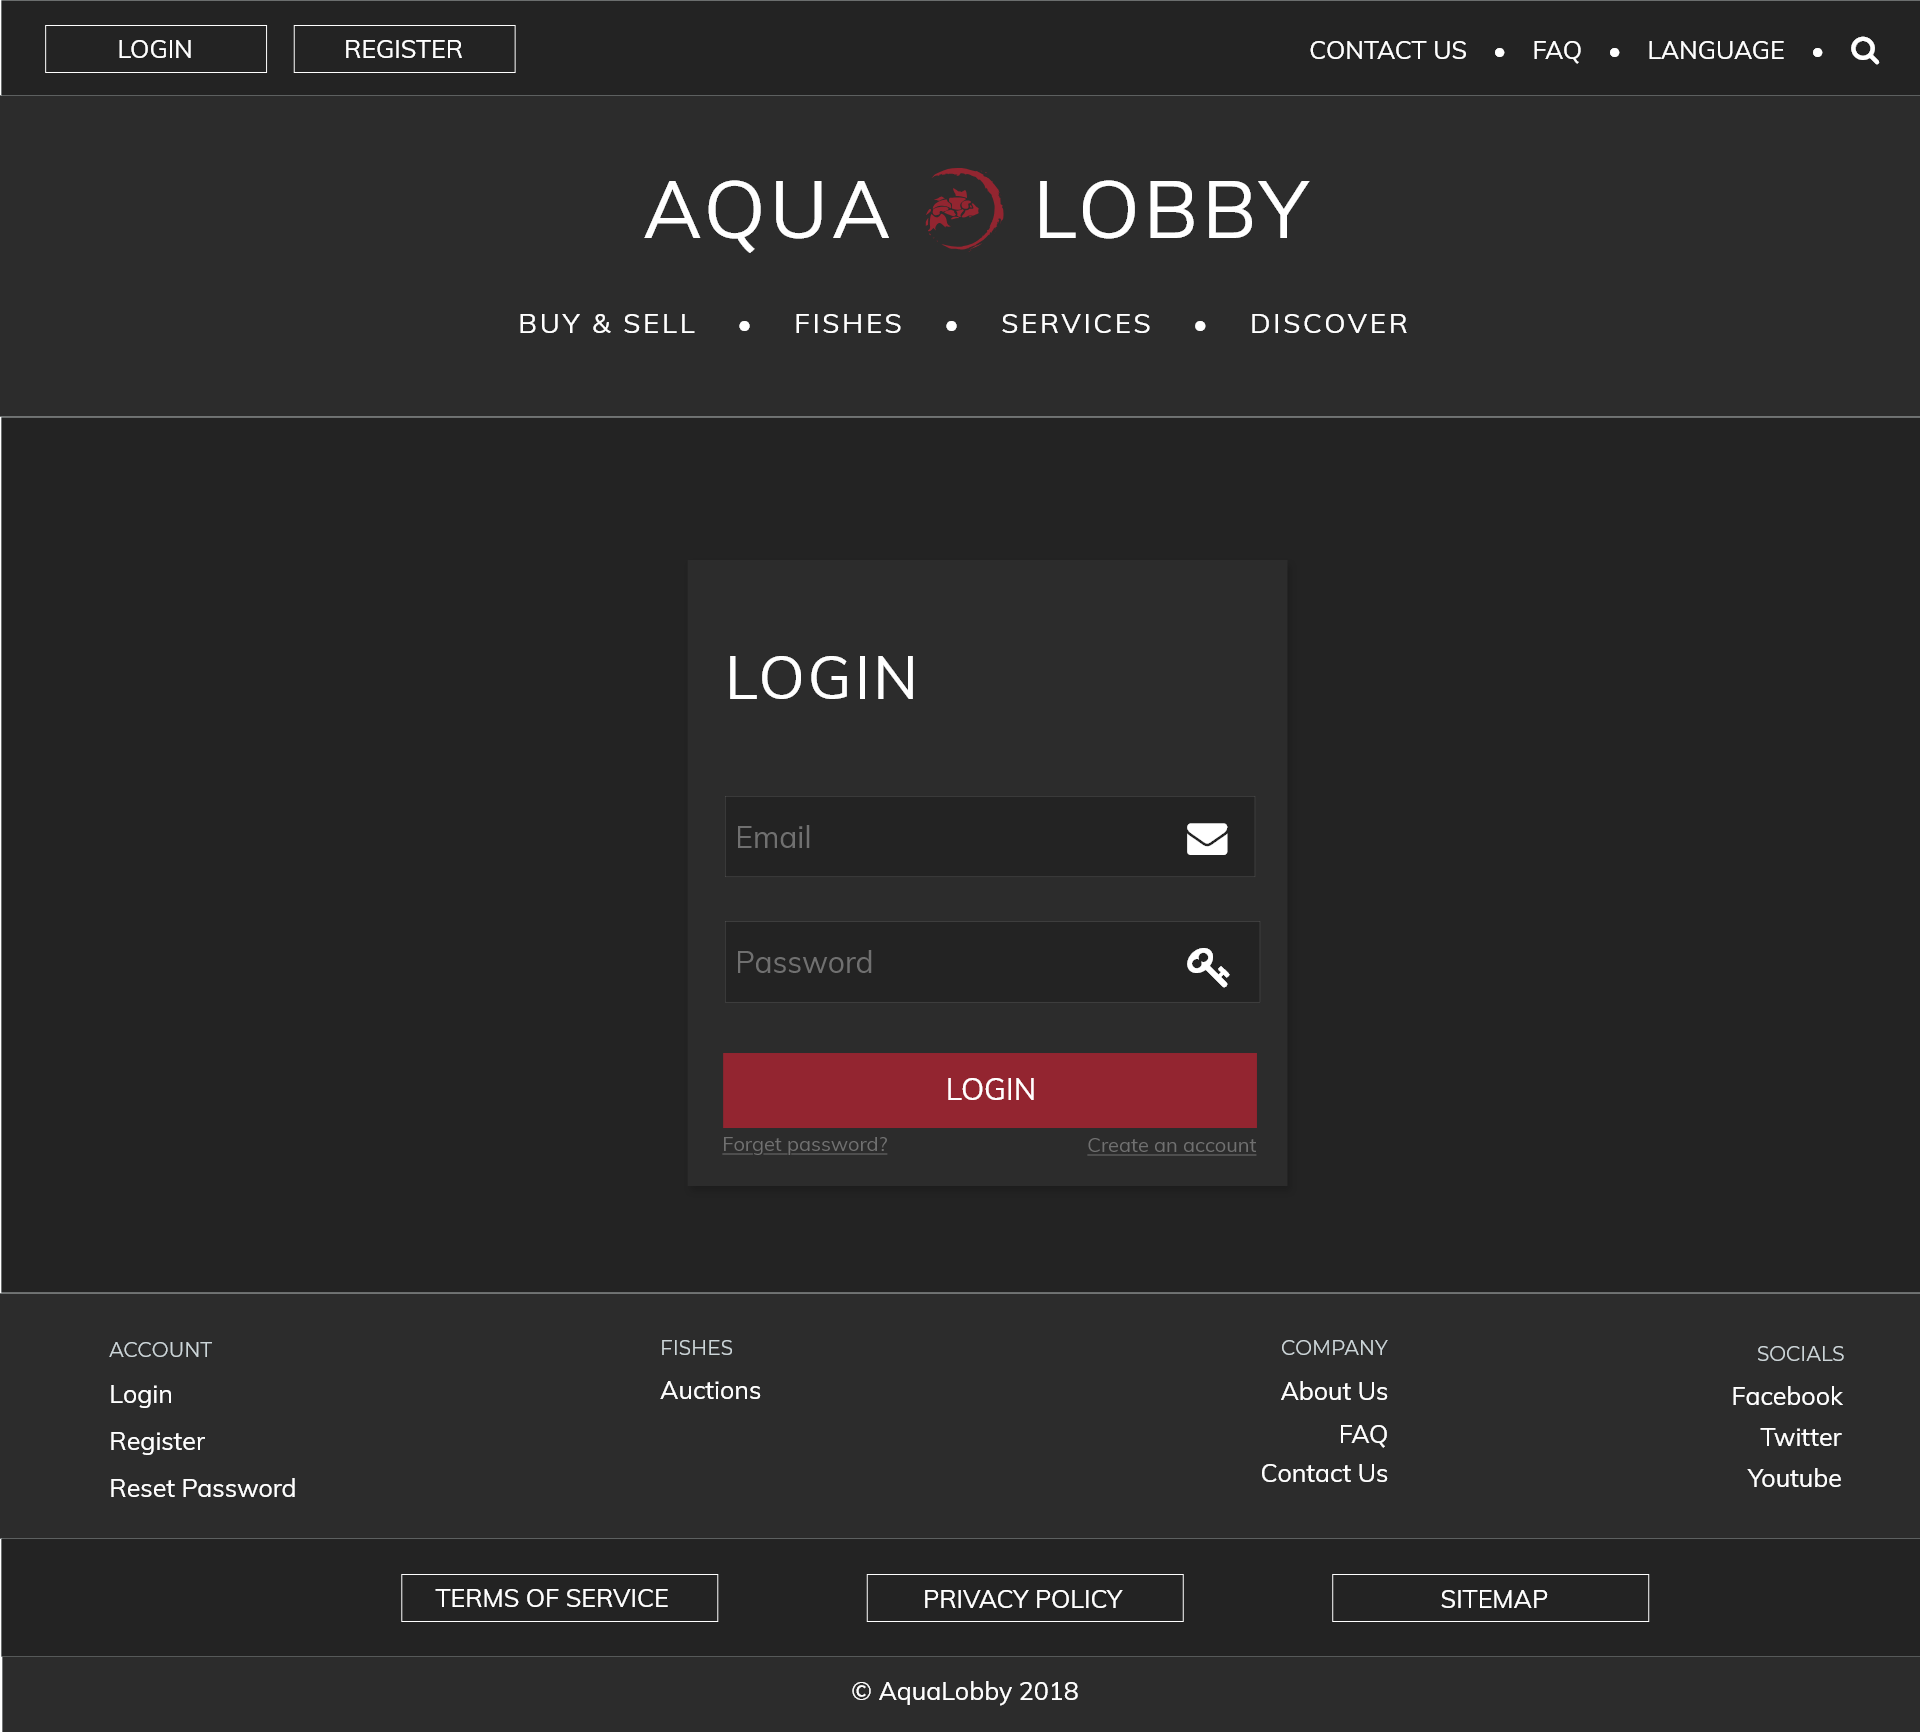 LOGIN
REGISTER
CONTACT US • FAQ • LANGUAGE •
AQUA LOBBY
BUY & SELL • FISHES • SERVICES • DISCOVER
LOGIN
Email
Password
LOGIN
Forget password?
Create an account
ACCOUNT
Login
Register
Reset Password
FISHES
Auctions
COMPANY
About Us
FAQ
Contact Us
SOCIALS
Facebook
Twitter
Youtube
TERMS OF SERVICE
PRIVACY POLICY
SITEMAP
© AquaLobby 2018